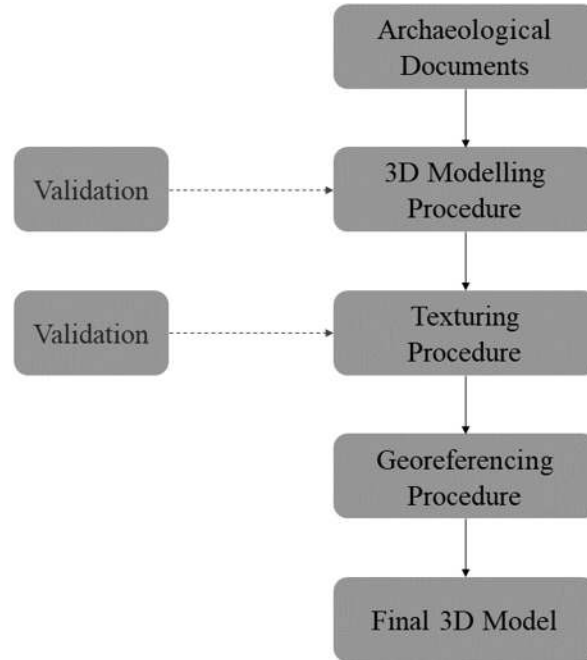 Archaeological
Documents
Validation
3D Modelling
Procedure
Validation
Texturing
Procedure
Georeferencing
Procedure
Final 3D Model